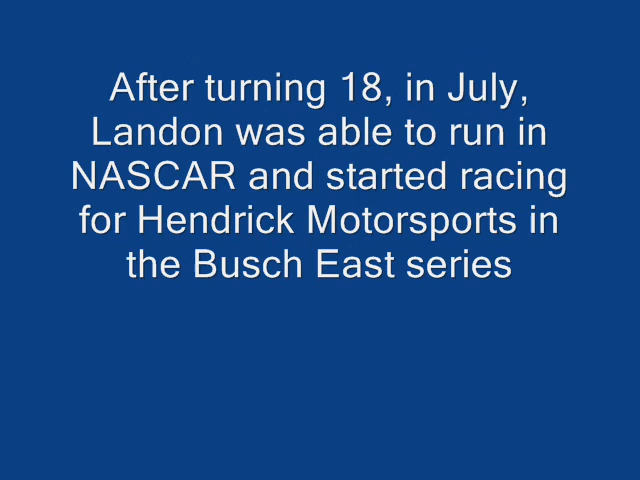 After turning 18, in July,
Landon was able to run in
NASCAR and started racing
for Hendrick Motorsports in
the Busch East series